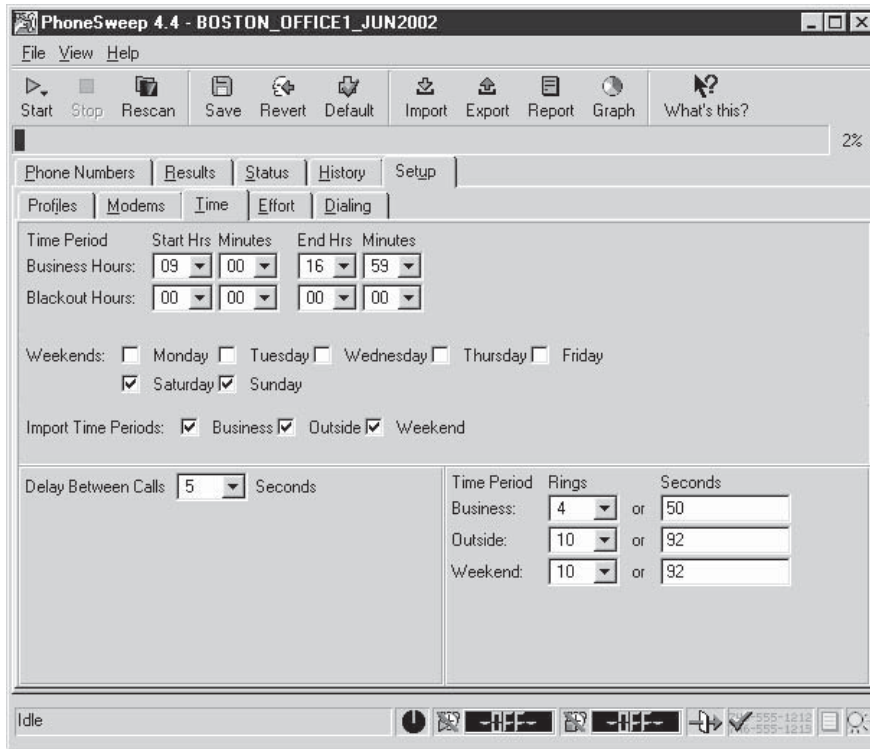 PhoneSweep 4.4 - BOSTON_OFFICE1_JUN2002
File View Help
Start Stop Rescan Save Revert Default Import Export Report Graph What's this?
2%
Phone Numbers Results Status History Setup
Profiles Modems Time Effort Dialing
Time Period Start Hrs Minutes End Hrs Minutes
Business Hours: 09 00 16 59
Blackout Hours: 00 00 00 00
Weekends: Monday Tuesday Wednesday Thursday Friday
Saturday Sunday
Import Time Periods: Business Outside Weekend
Delay Between Calls 5 Seconds
Time Period Rings Seconds
Business: 4 or 50
Outside: 10 or 92
Weekend: 10 or 92
Idle
555-1212
555-1215